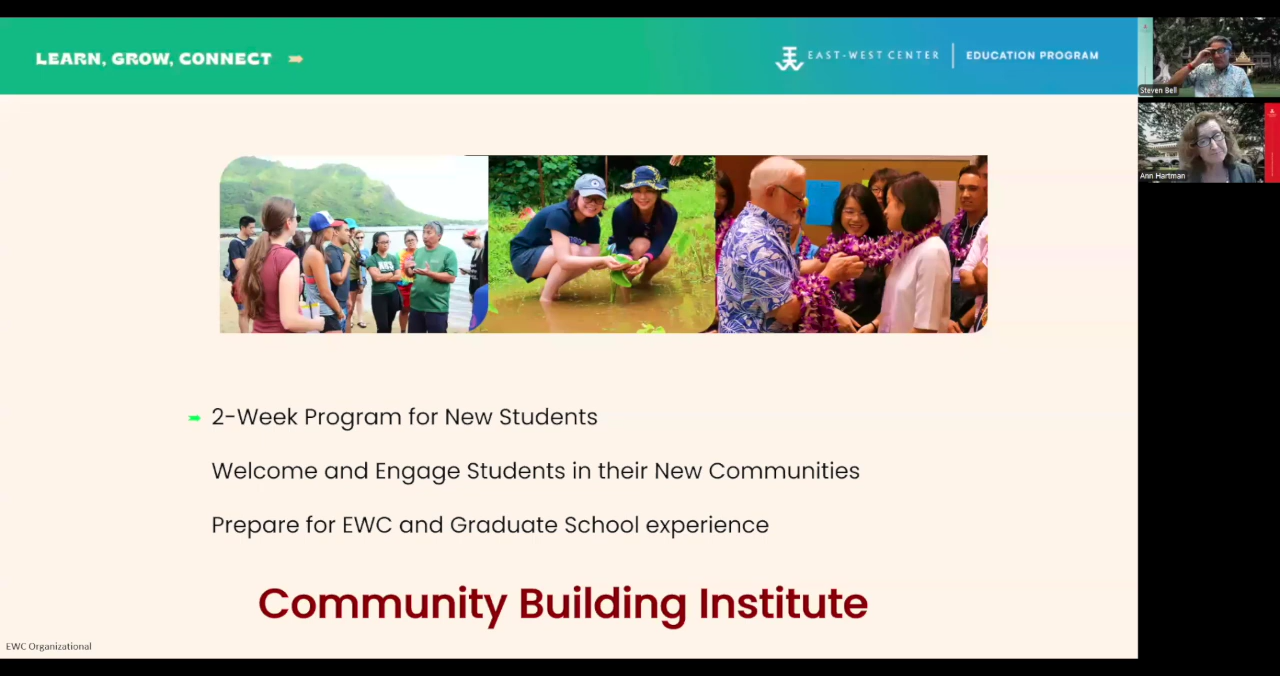 LEARN, GROW, CONNECT
EAST-WEST CENTER
EDUCATION PROGRAM
Steven Bell
Ann Hartman
2-Week Program for New Students
Welcome and Engage Students in their New Communities
Prepare for EWC and Graduate School experience
Community Building Institute
EWC Organizational